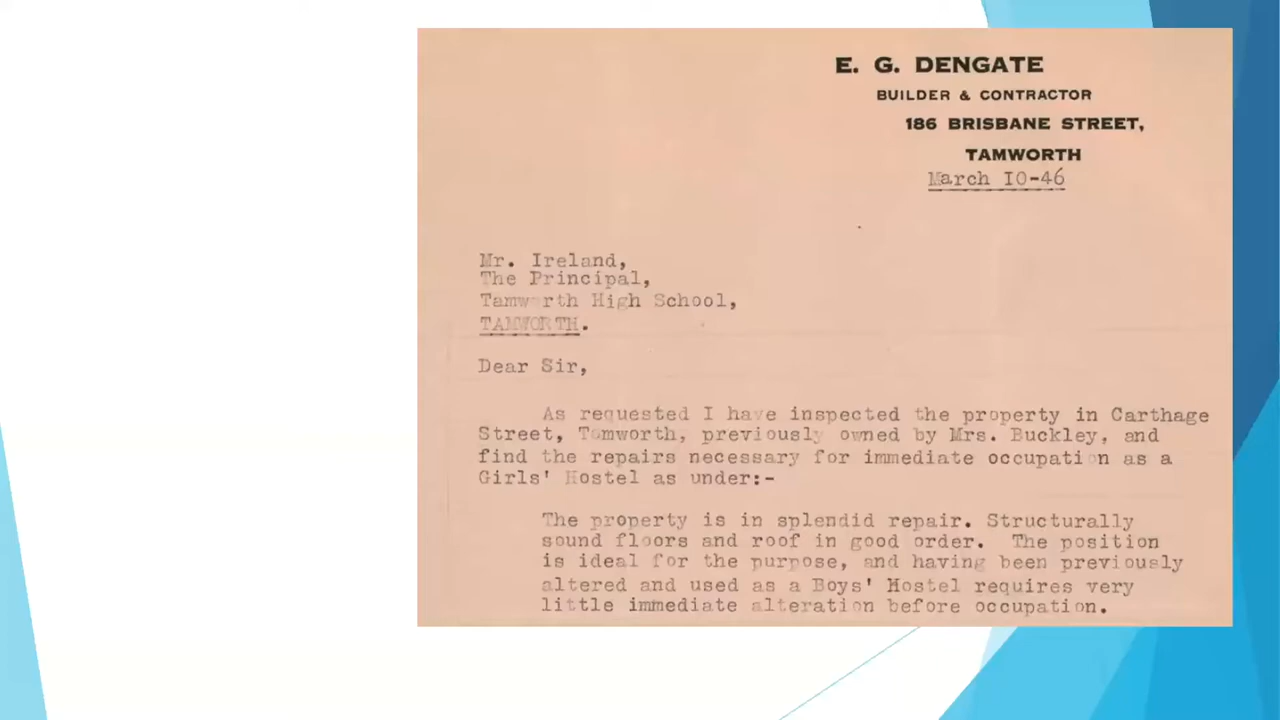 E. G. DENGATE
BUILDER & CONTRACTOR
186 BRISBANE STREET,
TAMWORTH
March I0-46
Mr. Ireland,
The Principal,
Tamworth High School,
TAMWORTH.
Dear Sir,
As requested I have inspected the property in Carthage
Street, Tamworth, previously owned by Mrs. Buckley, and
find the repairs necessary for immediate occupation as a
Girls' Hostel as under:-
The property is in splendid repair. Structurally
sound floors and roof in good order. The position
is ideal for the purpose, and having been previously
altered and used as a Boys' Hostel requires very
little immediate alteration before occupation.